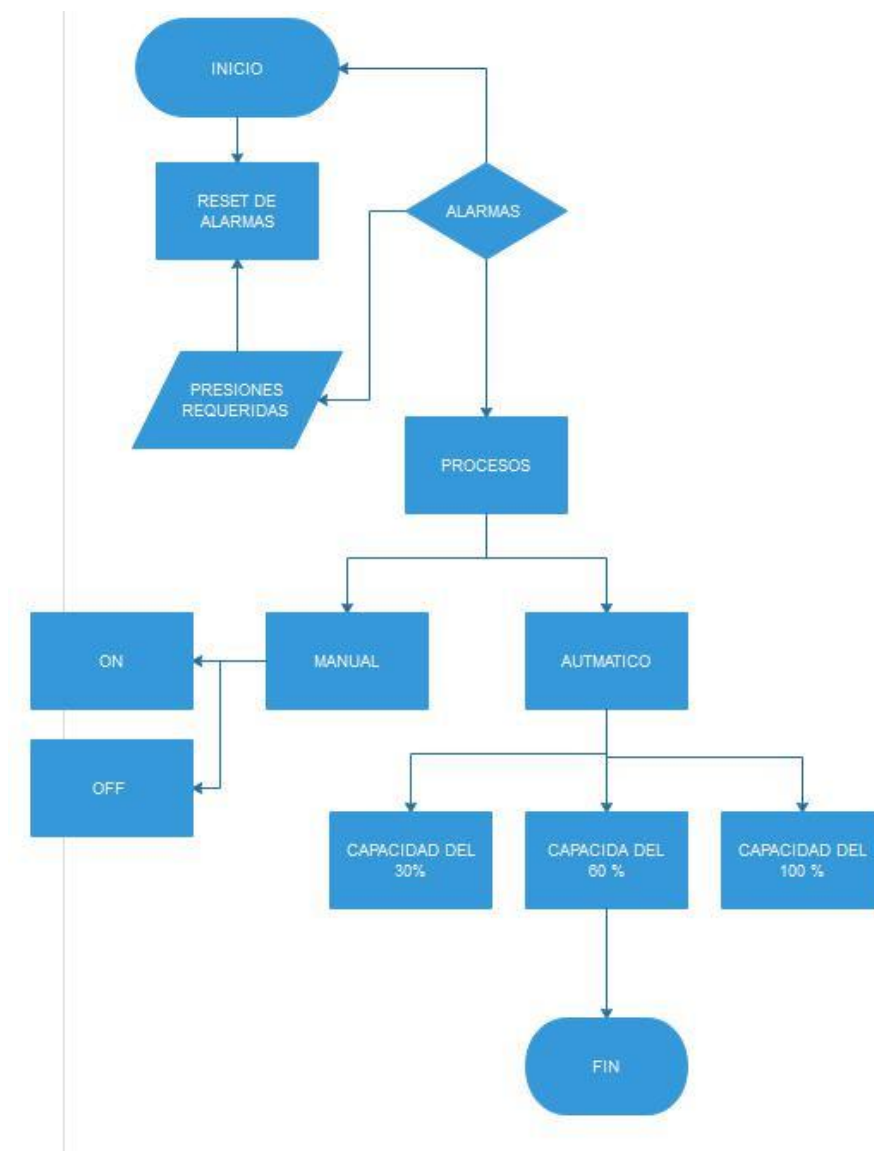 INICIO
RESET DE
ALARMAS
ALARMAS
PRESIONES
REQUERIDAS
PROCESOS
ON
MANUAL
AUTMATICO
OFF
CAPACIDAD DEL
30%
CAPACIDA DEL
60 %
CAPACIDAD DEL
100 %
FIN